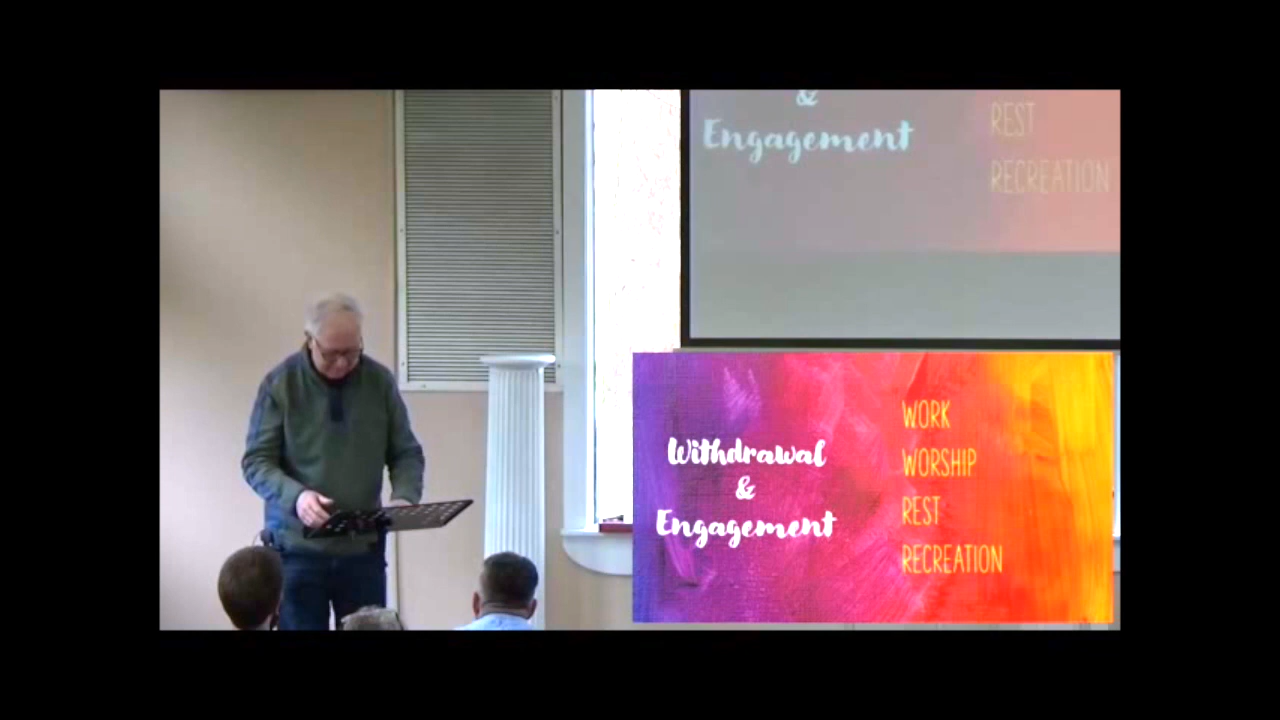 &
Engagement
REST
RECREATION
Withdrawal
&
Engagement
WORK
WORSHIP
REST
RECREATION